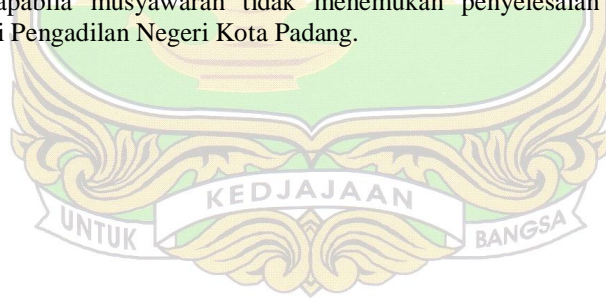 apabila musyawarah tidak menemukan penyelesaian
i Pengadilan Negeri Kota Padang.
UNTUK KEDJAJAAN BANGSA